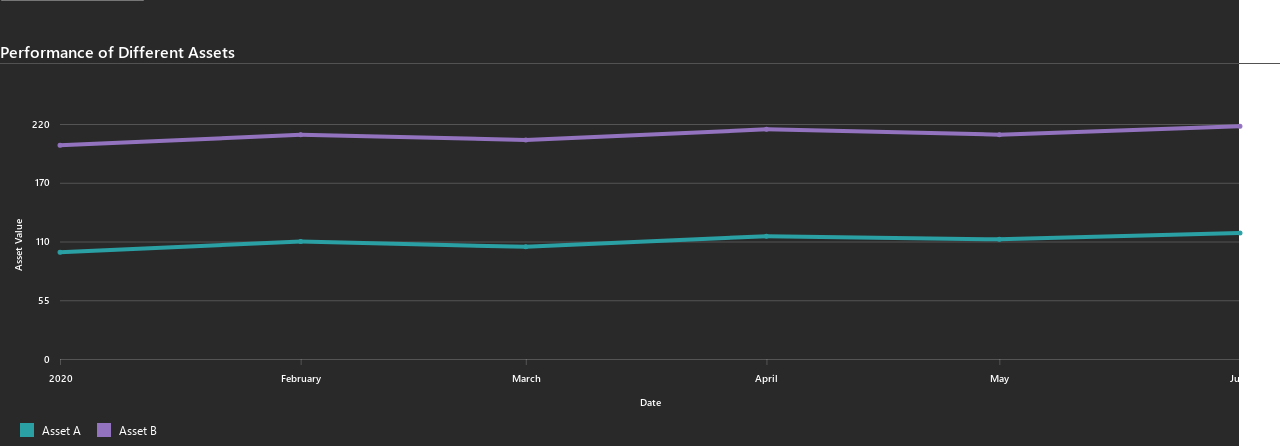 Performance of Different Assets
220
170
110
55
0
Asset Value
2020 February March April May Ju
Date
Asset A Asset B